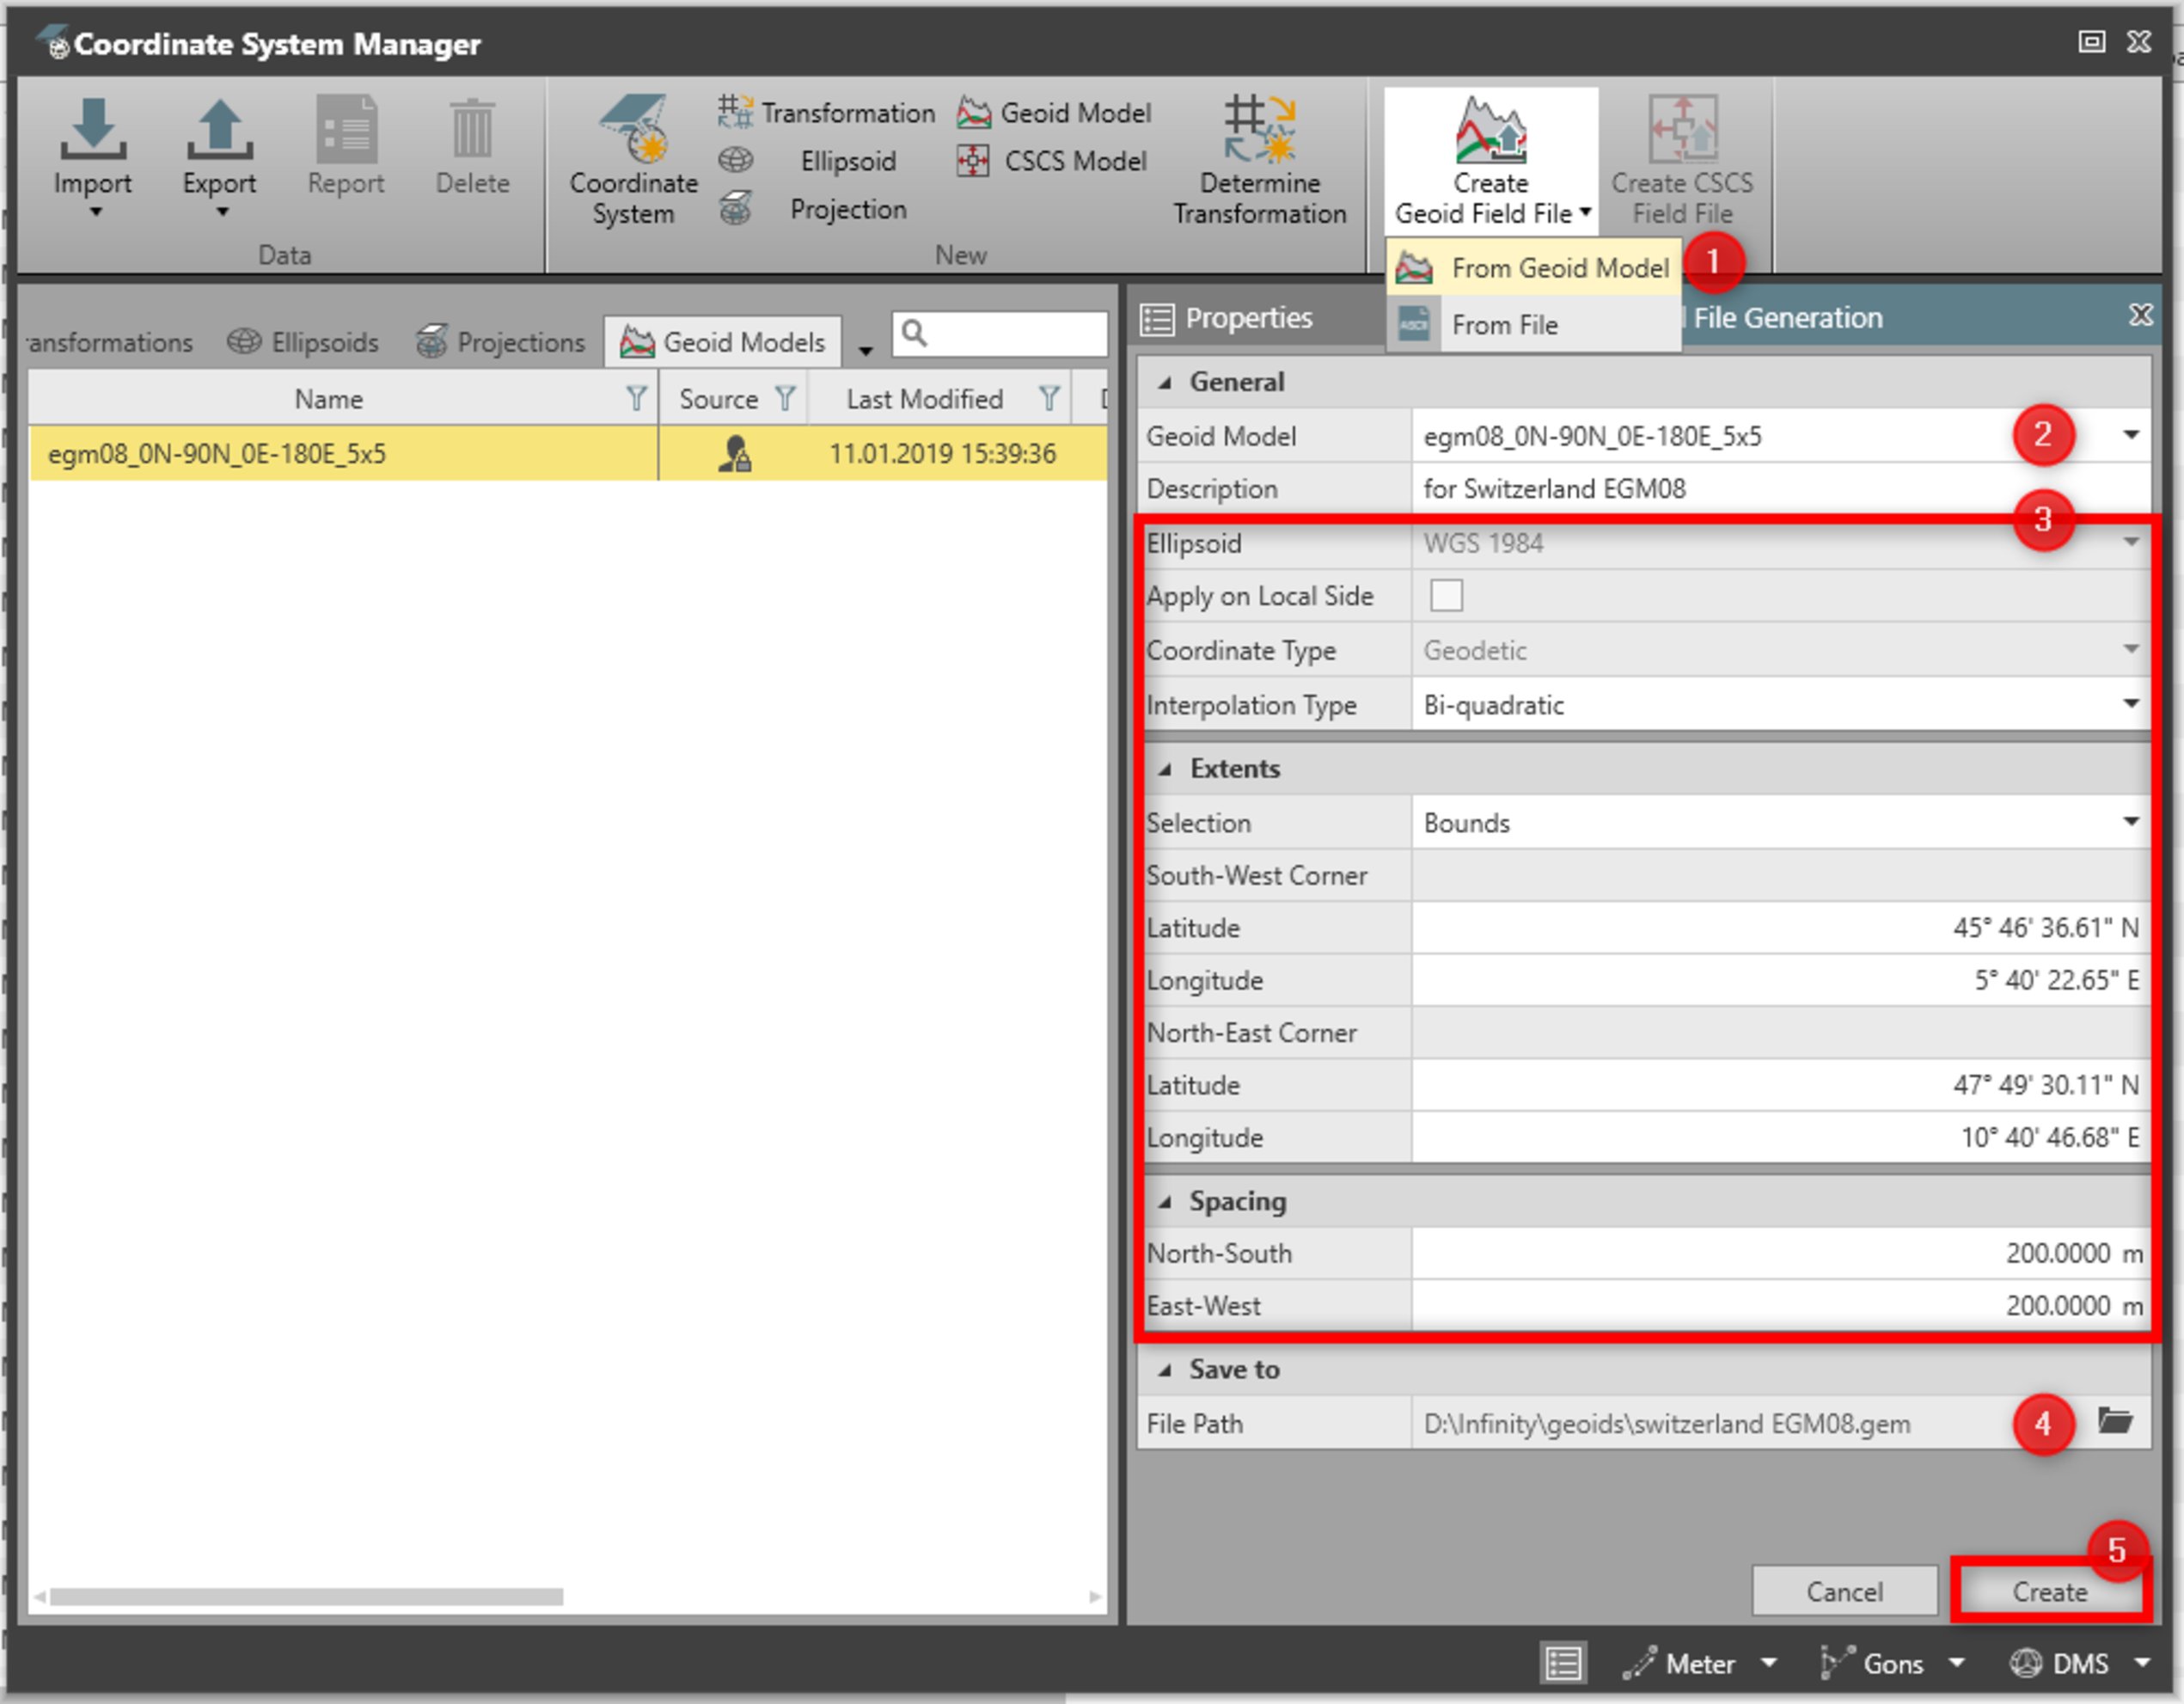 Coordinate System Manager
Import Export Report Delete
Data
Coordinate System
Transformation
Ellipsoid
Projection
Geoid Model
CSCS Model
Determine Transformation
New
Create Geoid Field File
Create CSCS Field File
From Geoid Model 1
From File
ansformations Ellipsoids Projections Geoid Models
Name Source Last Modified
egm08_0N-90N_0E-180E_5x5 11.01.2019 15:39:36
Properties File Generation
General
Geoid Model egm08_0N-90N_0E-180E_5x5 2
Description for Switzerland EGM08
3
Ellipsoid WGS 1984
Apply on Local Side
Coordinate Type Geodetic
Interpolation Type Bi-quadratic
Extents
Selection Bounds
South-West Corner
Latitude 45° 46' 36.61" N
Longitude 5° 40' 22.65" E
North-East Corner
Latitude 47° 49' 30.11" N
Longitude 10° 40' 46.68" E
Spacing
North-South 200.0000 m
East-West 200.0000 m
Save to
File Path D:\Infinity\geoids\switzerland EGM08.gem 4
5
Cancel Create
Meter Gons DMS